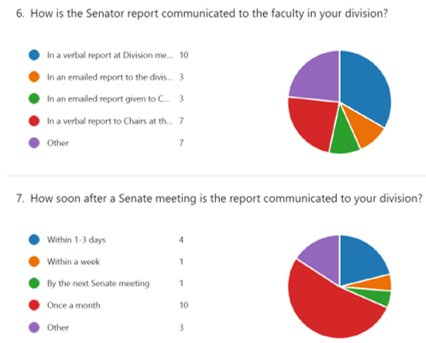 6. How is the Senator report communicated to the faculty in your division?
In a verbal report at Division me... 10
In an emailed report to the divis... 3
In an emailed report given to C... 3
In a verbal report to Chairs at th... 7
Other 7
7. How soon after a Senate meeting is the report communicated to your division?
Within 1-3 days 4
Within a week 1
By the next Senate meeting 1
Once a month 10
Other 3